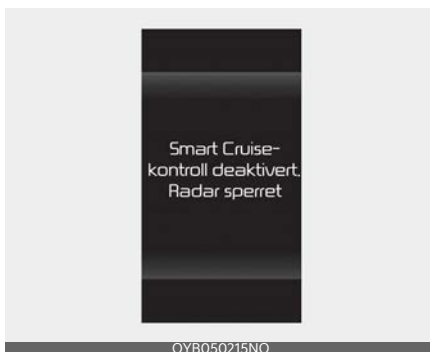 Smart Cruise-
kontroll deaktivert.
Radar sperret
OYB050215NO